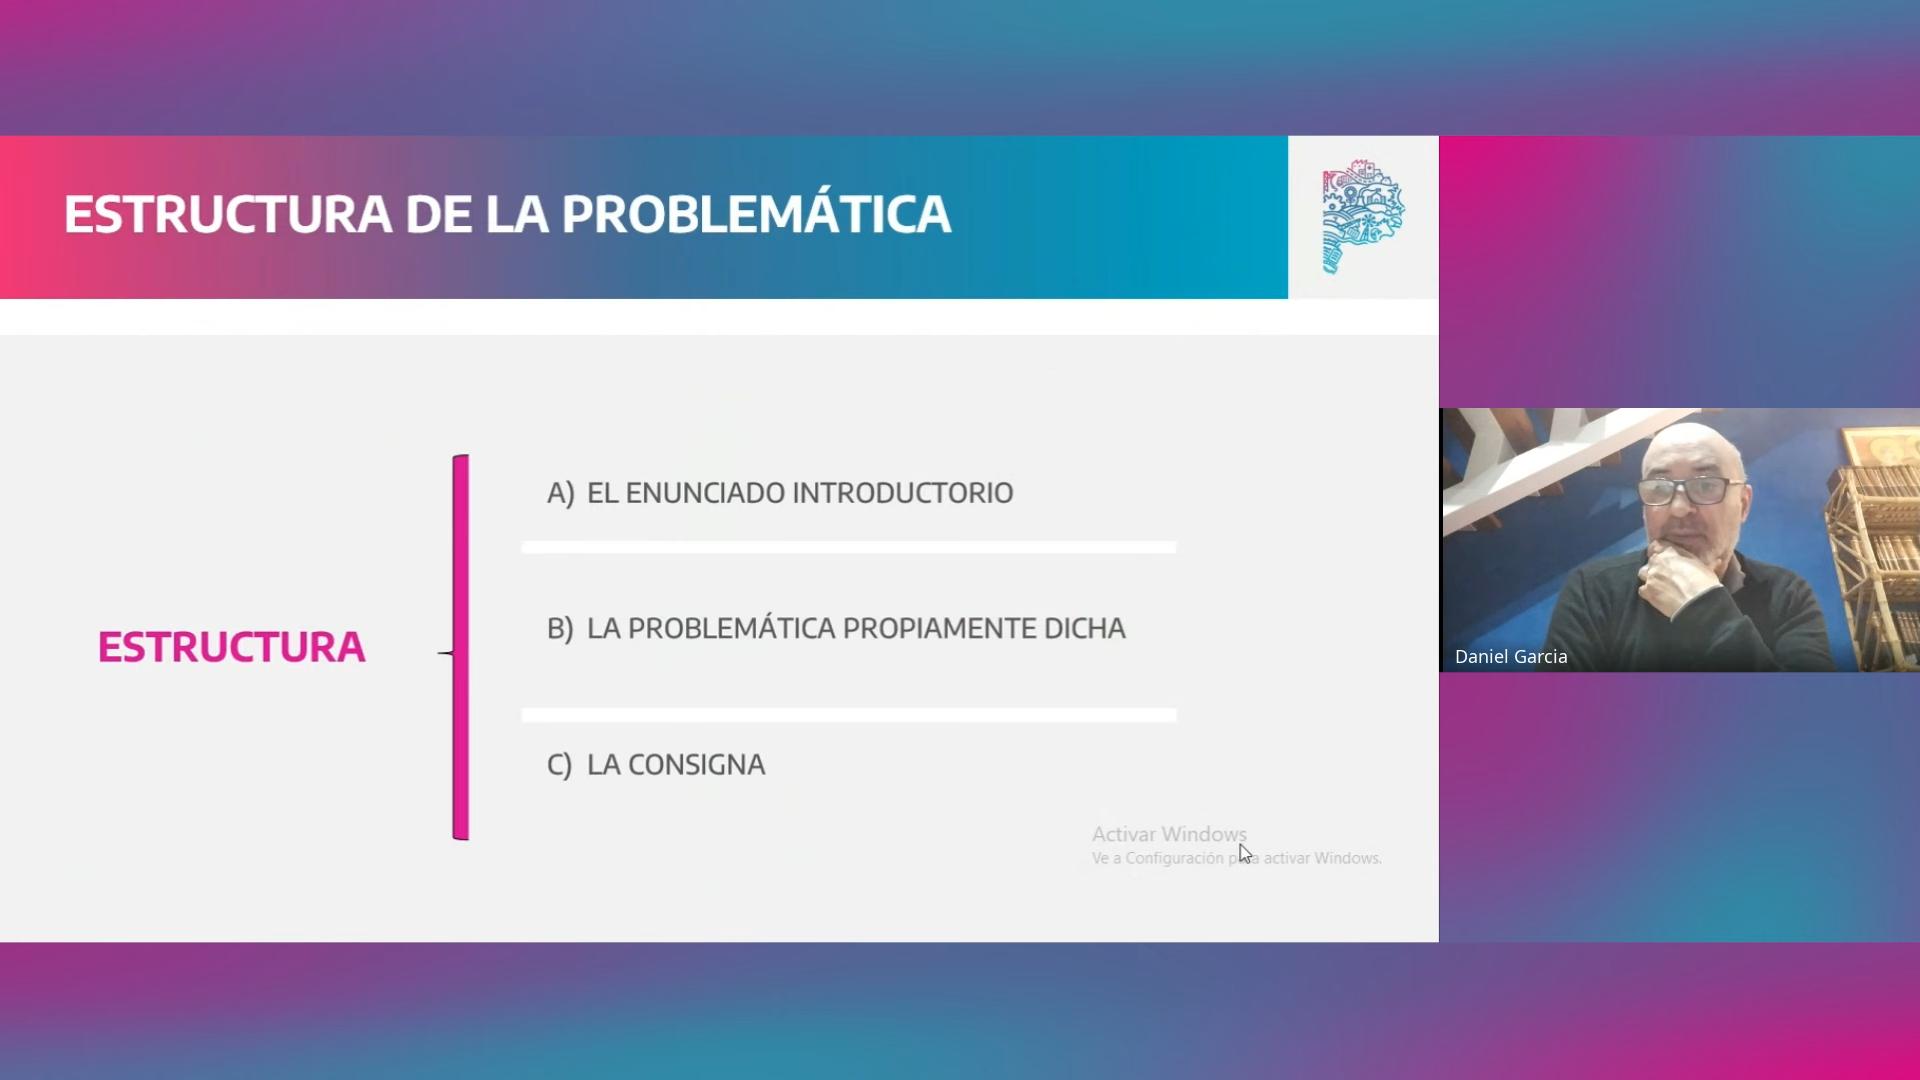 ESTRUCTURA DE LA PROBLEMÁTICA
ESTRUCTURA
A) EL ENUNCIADO INTRODUCTORIO
B) LA PROBLEMÁTICA PROPIAMENTE DICHA
C) LA CONSIGNA
Activar Windows
Ve a Configuración para activar Windows.
Daniel Garcia